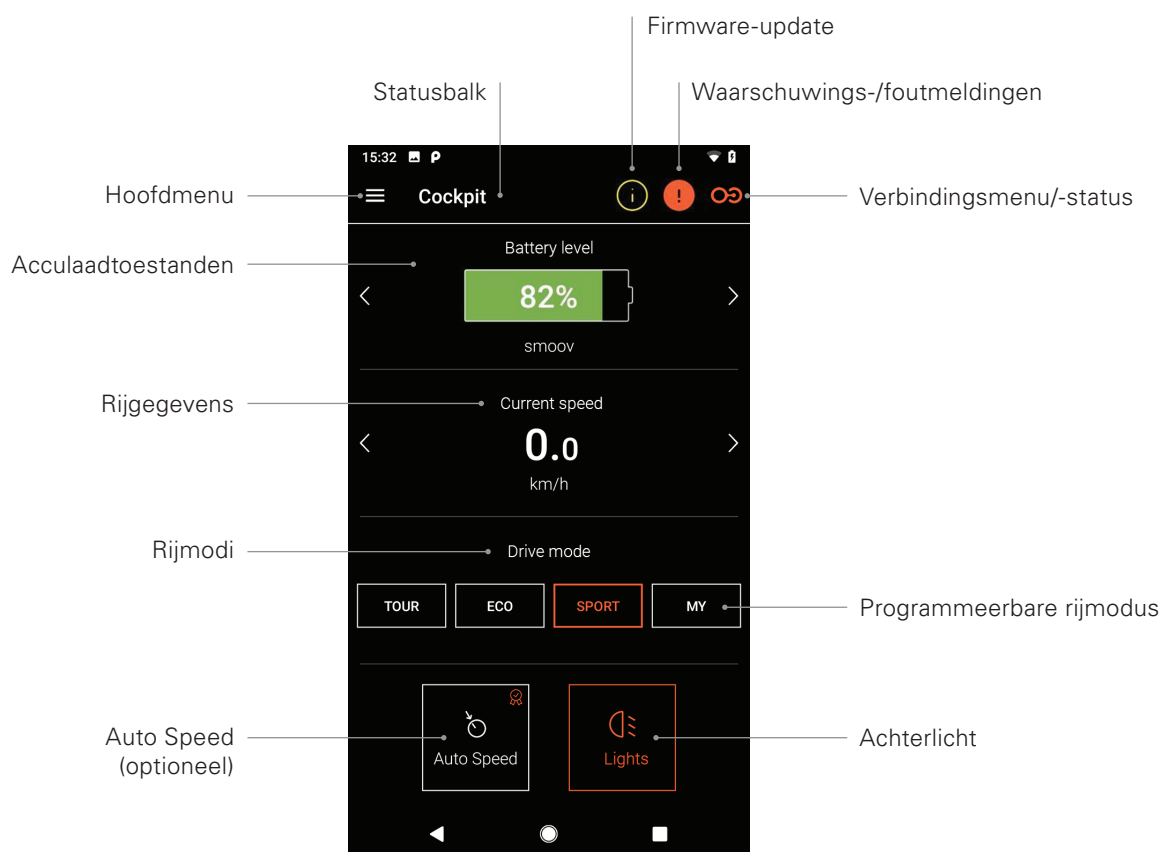 Firmware-update
Statusbalk
Waarschuwings-/foutmeldingen
15:32
Hoofdmenu
Cockpit
Verbindingsmenu/-status
Acculaadtoestanden
Battery level
82%
smoov
Rijgegevens
Current speed
0.0
km/h
Rijmodi
Drive mode
TOUR
ECO
SPORT
MY
Programmeerbare rijmodus
Auto Speed
(optioneel)
Auto Speed
Lights
Achterlicht